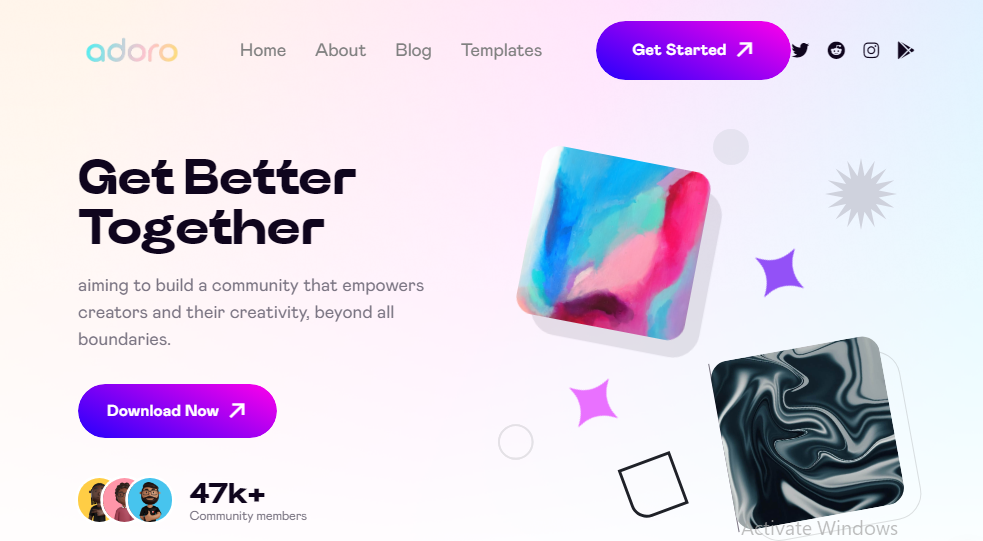 adoro
Home About Blog Templates Get Started
Get Better
Together
aiming to build a community that empowers
creators and their creativity, beyond all
boundaries.
Download Now
47k+
Community members
Activate Windows